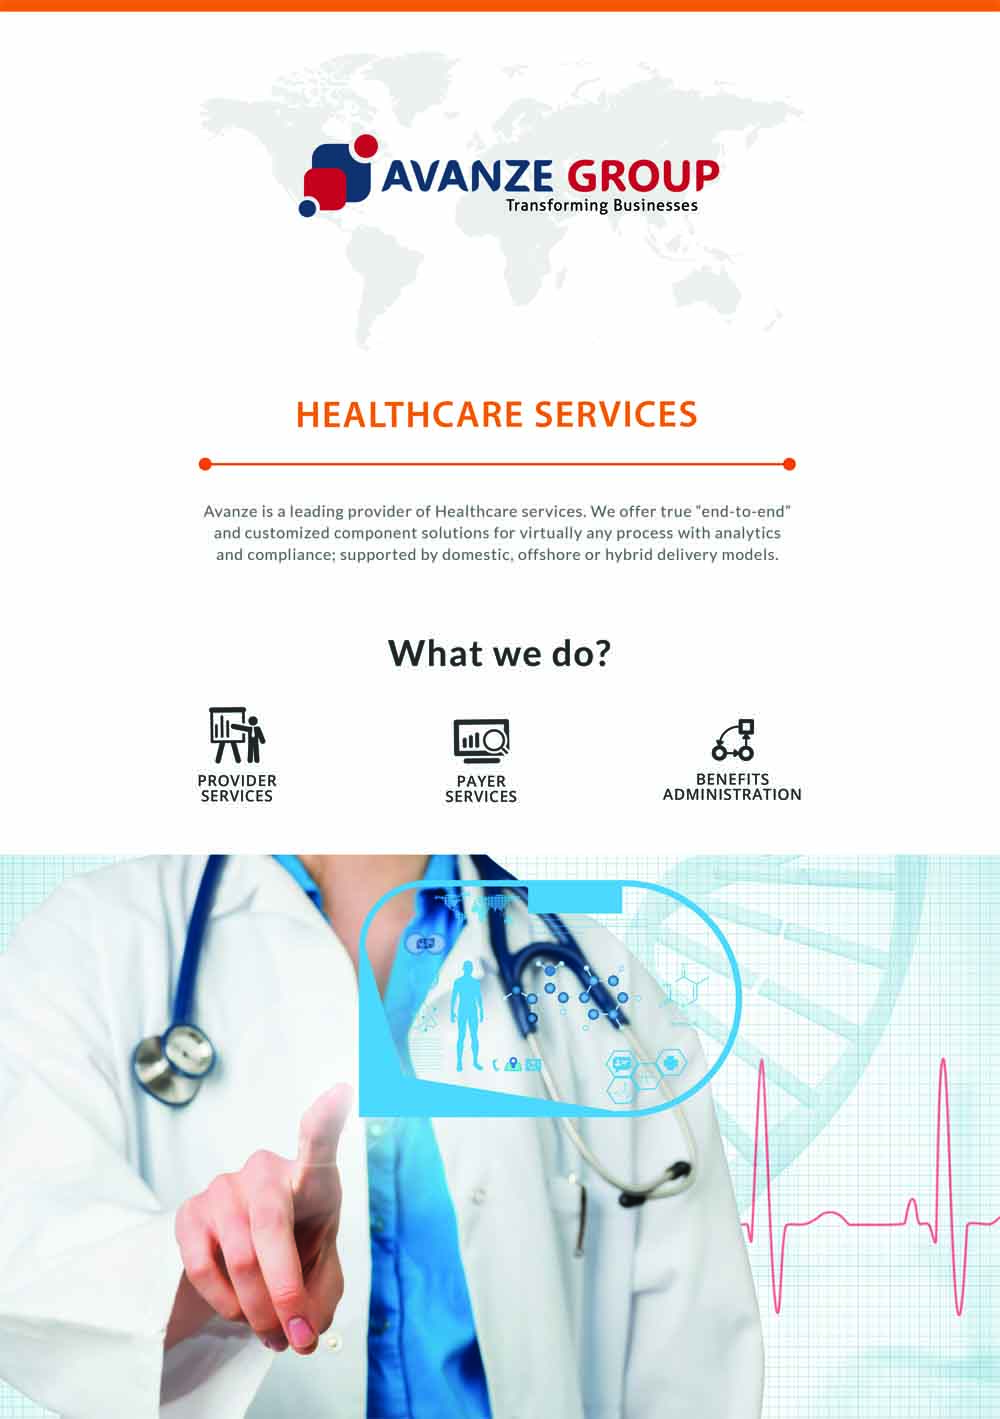 AVANZE GROUP
Transforming Businesses
HEALTHCARE SERVICES
Avanze is a leading provider of Healthcare services. We offer true "end-to-end"
and customized component solutions for virtually any process with analytics
and compliance; supported by domestic, offshore or hybrid delivery models.
What we do?
PROVIDER
SERVICES
PAYER
SERVICES
BENEFITS
ADMINISTRATION